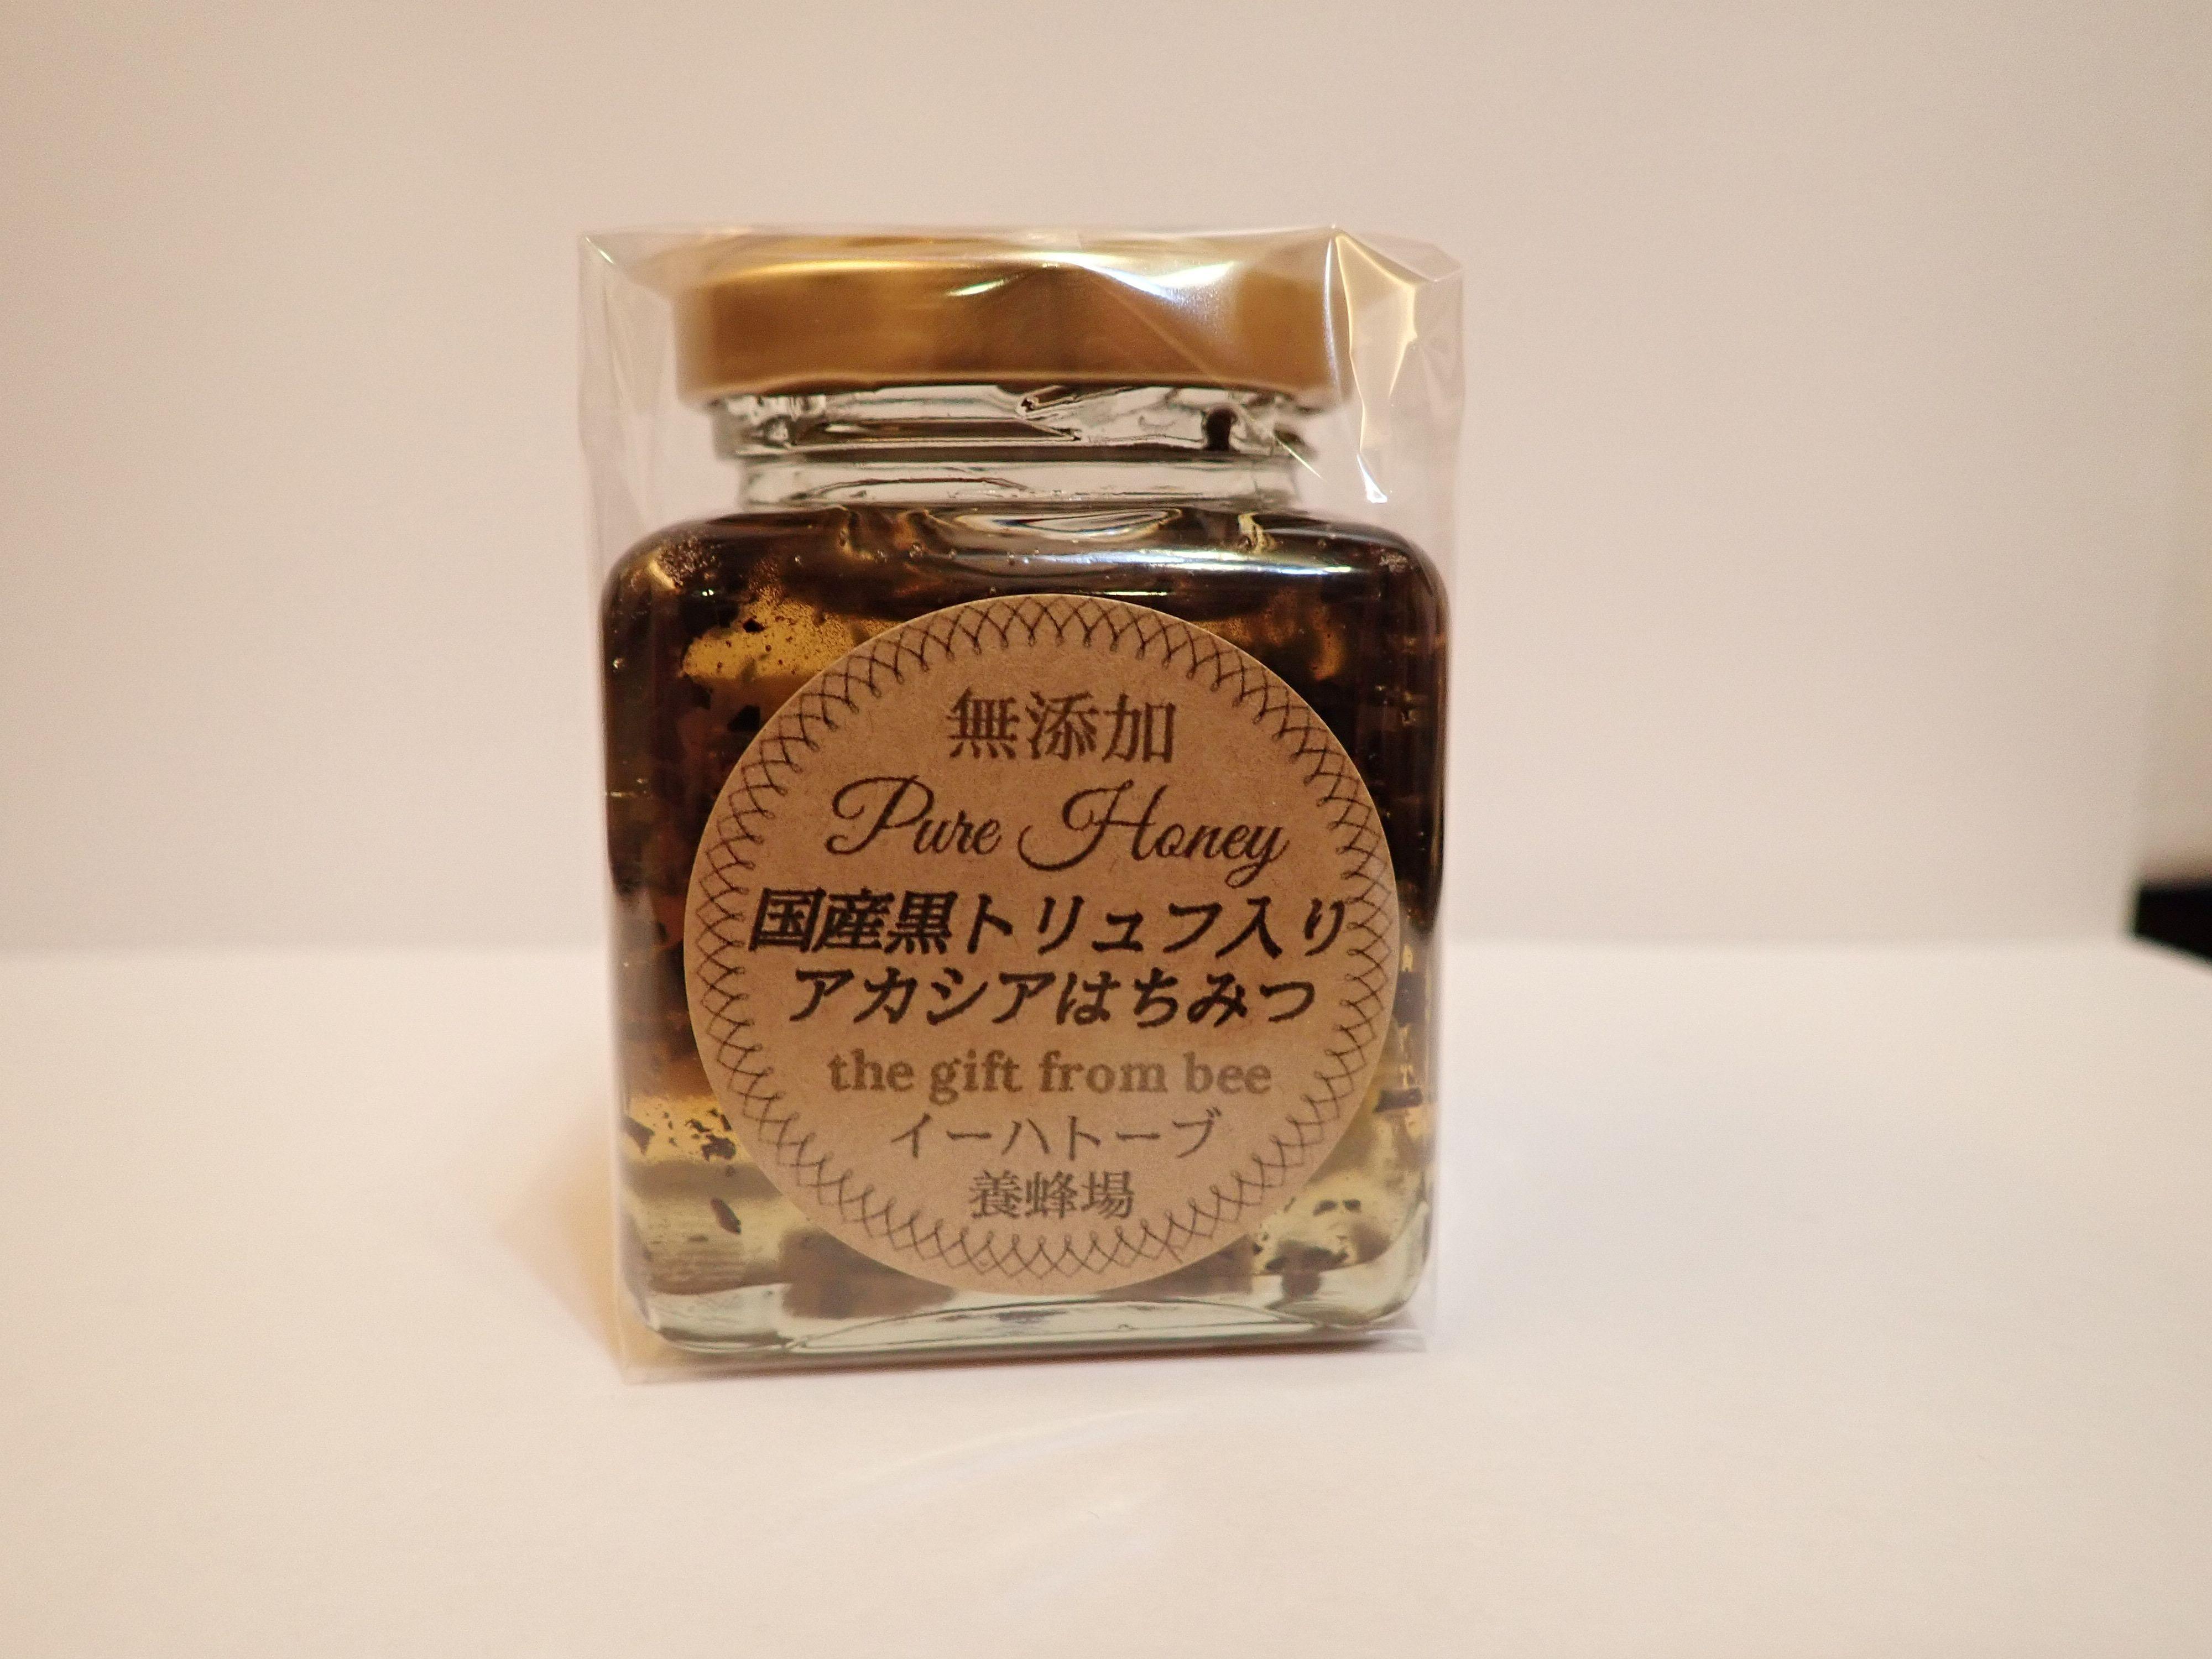 無添加
Pure Honey
国産黒トリュフ入り
アカシアはちみつ
the gift from bee
イーハトーブ
養蜂場